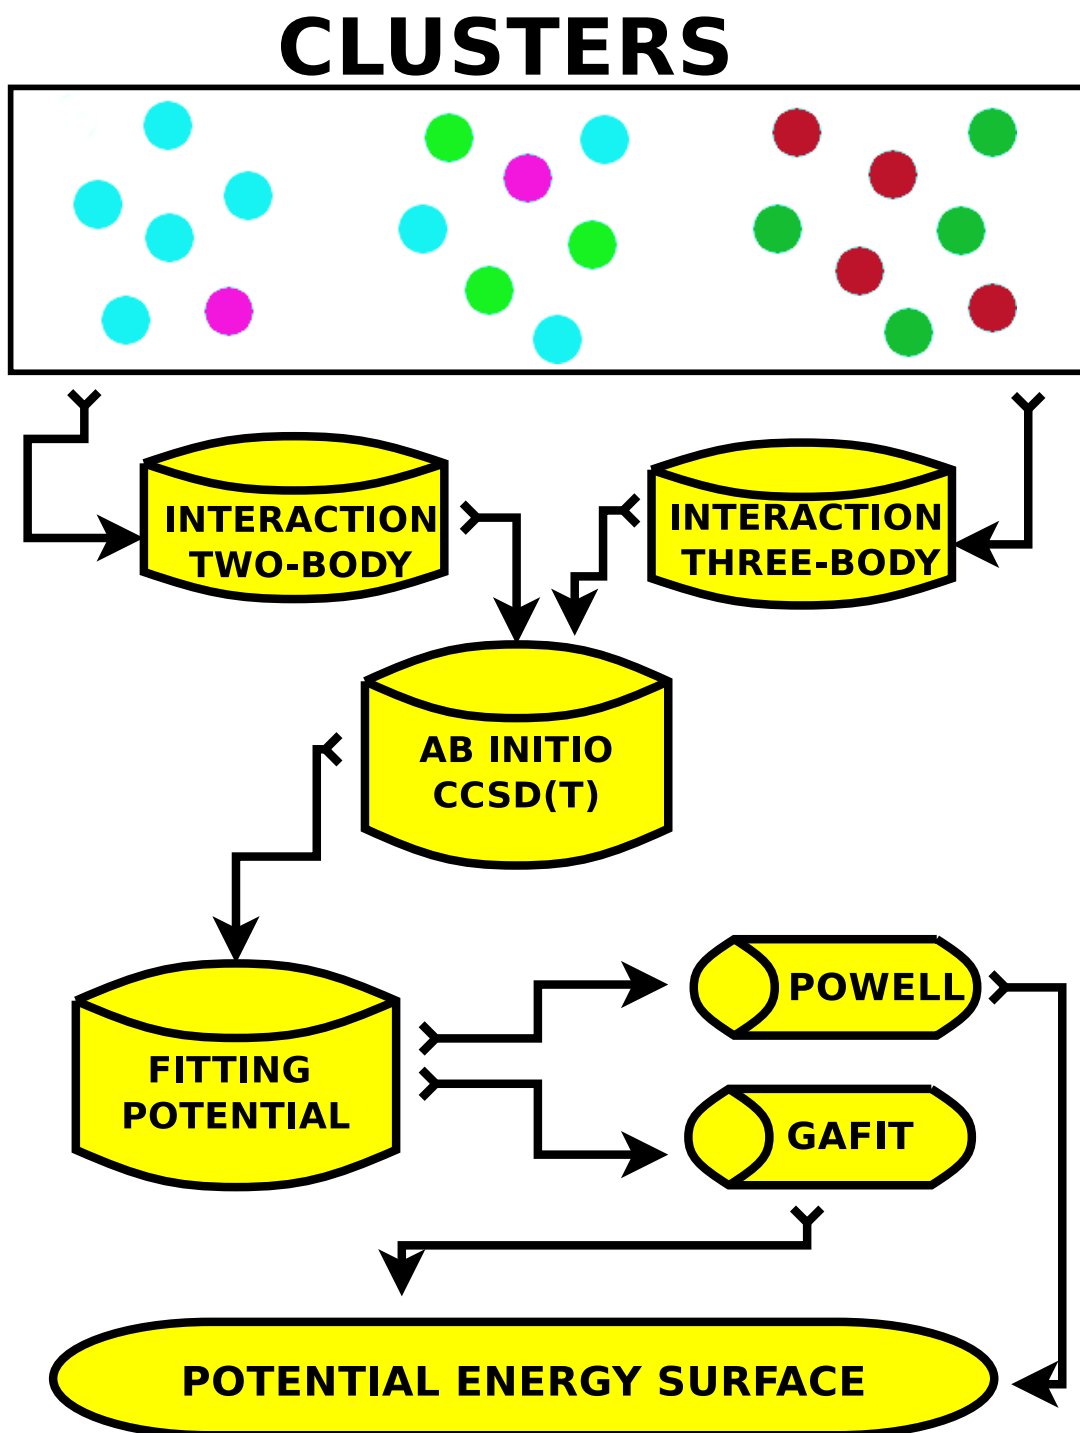 CLUSTERS
INTERACTION
TWO-BODY
INTERACTION
THREE-BODY
AB INITIO
CCSD(T)
FITTING
POTENTIAL
POWELL
GAFIT
POTENTIAL ENERGY SURFACE